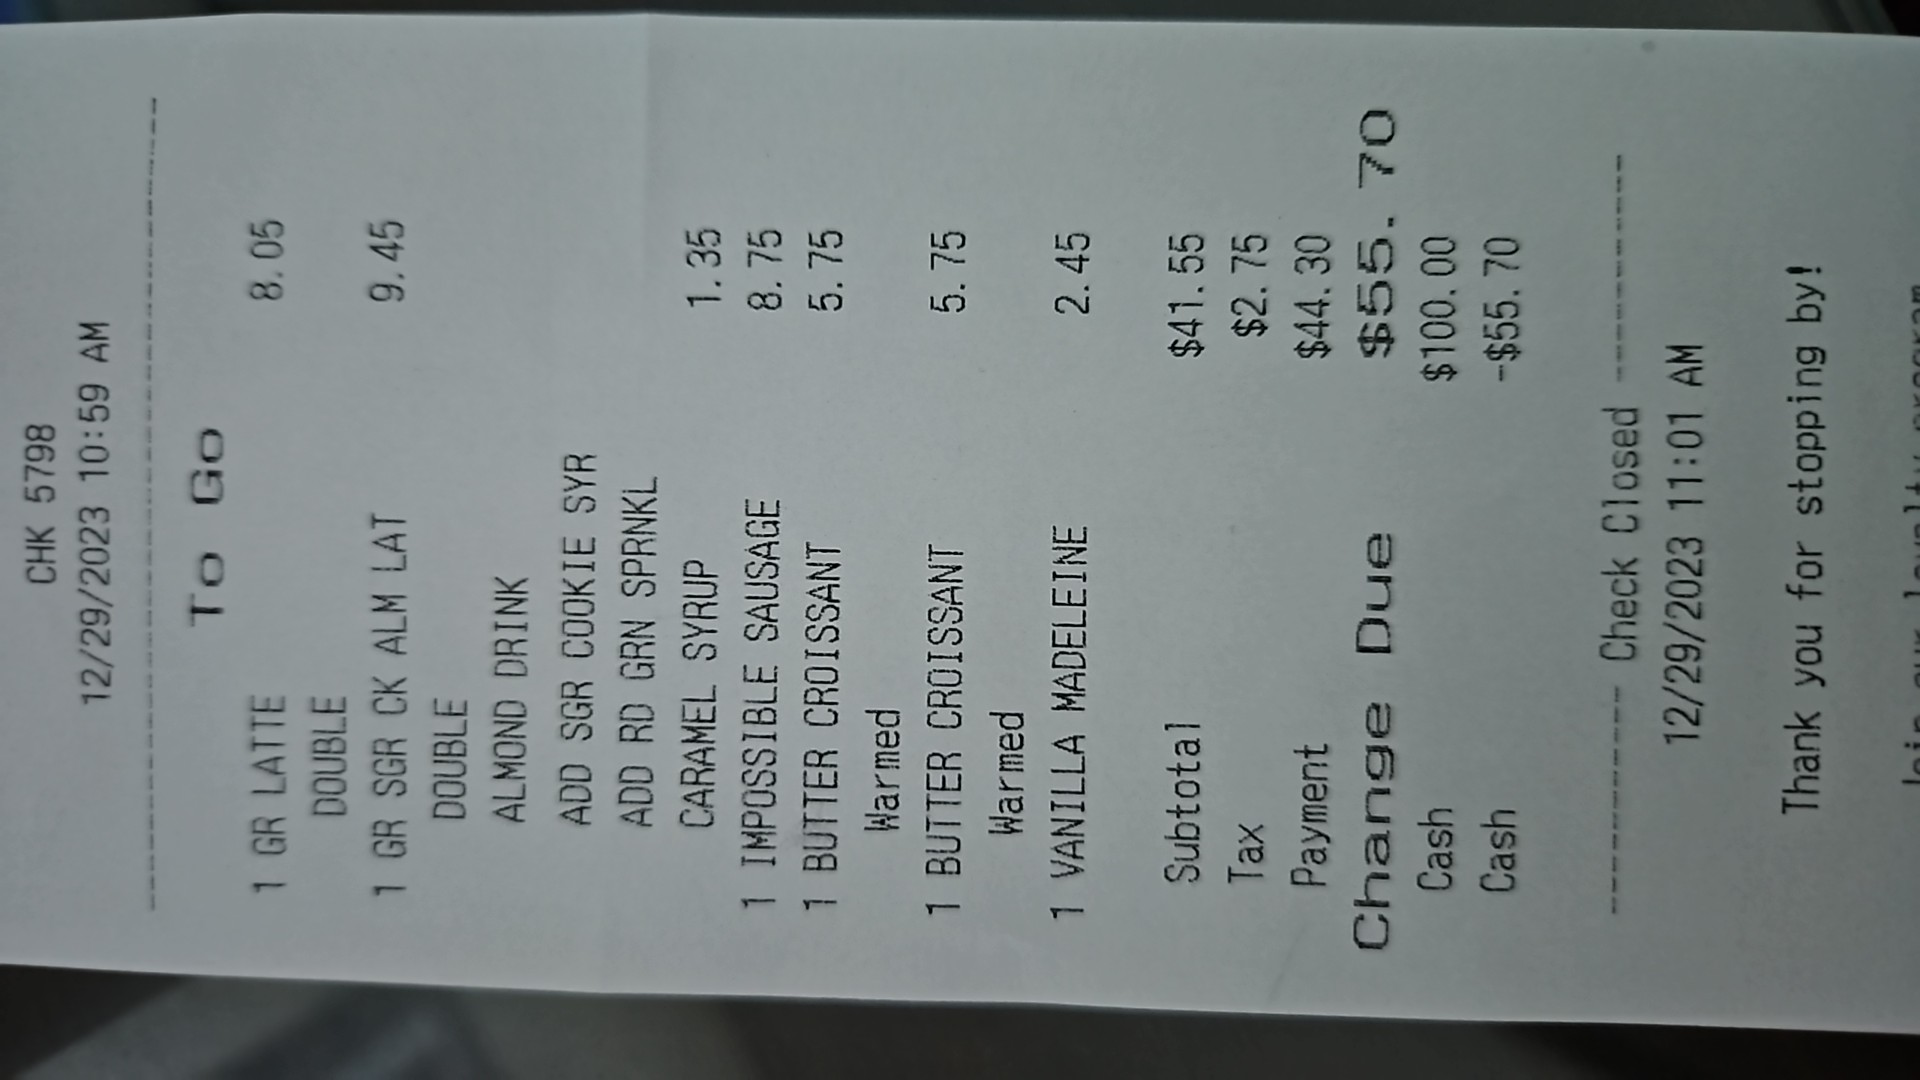 CHK 5798
12/29/2023 10:59 AM
To Go
1 GR LATTE 8.05
DOUBLE
1 GR SGR CK ALM LAT 9.45
DOUBLE
ALMOND DRINK
ADD SGR COOKIE SYR
ADD RD GRN SPRNKL
CARAMEL SYRUP 1.35
1 IMPOSSIBLE SAUSAGE 8.75
1 BUTTER CROISSANT 5.75
Warmed
1 BUTTER CROISSANT 5.75
Warmed
1 VANILLA MADELEINE 2.45
Subtotal $41.55
Tax $2.75
Payment $44.30
Change Due $55.70
Cash $100.00
Cash -$55.70
------------ Check Closed ------------
12/29/2023 11:01 AM
Thank you for stopping by!
Join our loyalty program